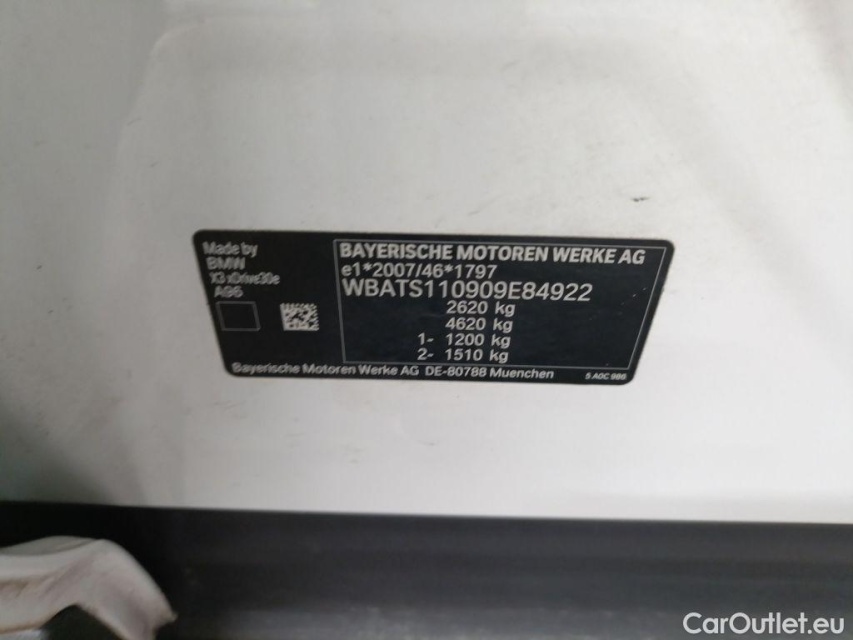 Made by
BMW
X3 xDrive30e
A96
BAYERISCHE MOTOREN WERKE AG
e1*2007/46*1797
WBATS110909E84922
2620 kg
4620 kg
1- 1200 kg
2- 1510 kg
Bayerische Motoren Werke AG DE-80788 Muenchen
5 A0C 986
CarOutlet.eu